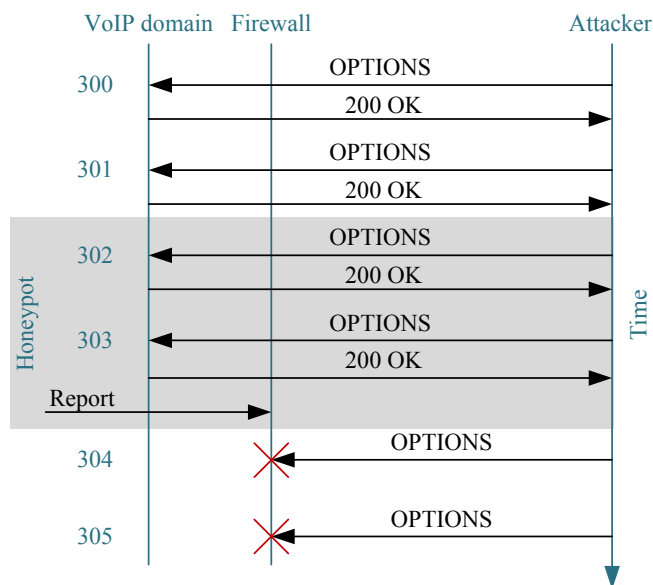 VoIP domain Firewall Attacker
OPTIONS
300
200 OK
OPTIONS
301
200 OK
OPTIONS
302
200 OK
Honeypot
Time
OPTIONS
303
200 OK
Report
OPTIONS
304
OPTIONS
305